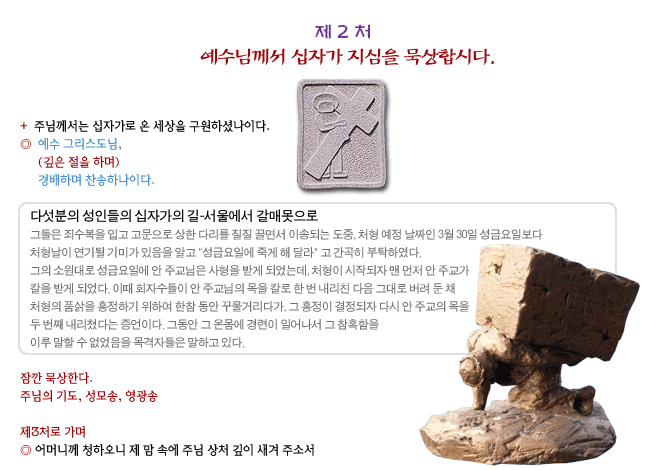 제 2 처
예수님께서 십자가 지심을 묵상합시다.
+ 주님께서는 십자가로 온 세상을 구원하셨나이다.
◎ 예수 그리스도님,
(깊은 절을 하며)
경배하며 찬송하나이다.
다섯분의 성인들의 십자가의 길-서울에서 갈매못으로
그들은 죄수복을 입고 고문으로 상한 다리를 질질 끌면서 이송되는 도중, 처형 예정 날짜인 3월 30일 성금요일보다
처형날이 연기될 기미가 있음을 알고 "성금요일에 죽게 해 달라" 고 간곡히 부탁하였다.
그의 소원대로 성금요일에 안 주교님은 사형을 받게 되었는데, 처형이 시작되자 맨 먼저 안 주교가
칼을 받게 되었다. 이때 회자수들이 안 주교님의 목을 칼로 한 번 내리친 다음 그대로 버려 둔 채
처형의 품삯을 흥정하기 위하여 한참 동안 꾸물거리다가, 그 흥정이 결정되자 다시 안 주교의 목을
두 번째 내리쳤다는 증언이다. 그동안 그 온몸에 경련이 일어나서 그 참혹함을
이루 말할 수 없었음을 목격자들은 말하고 있다.
잠깐 묵상한다.
주님의 기도, 성모송, 영광송
제3처로 가며
◎ 어머니께 청하오니 제 맘 속에 주님 상처 깊이 새겨 주소서